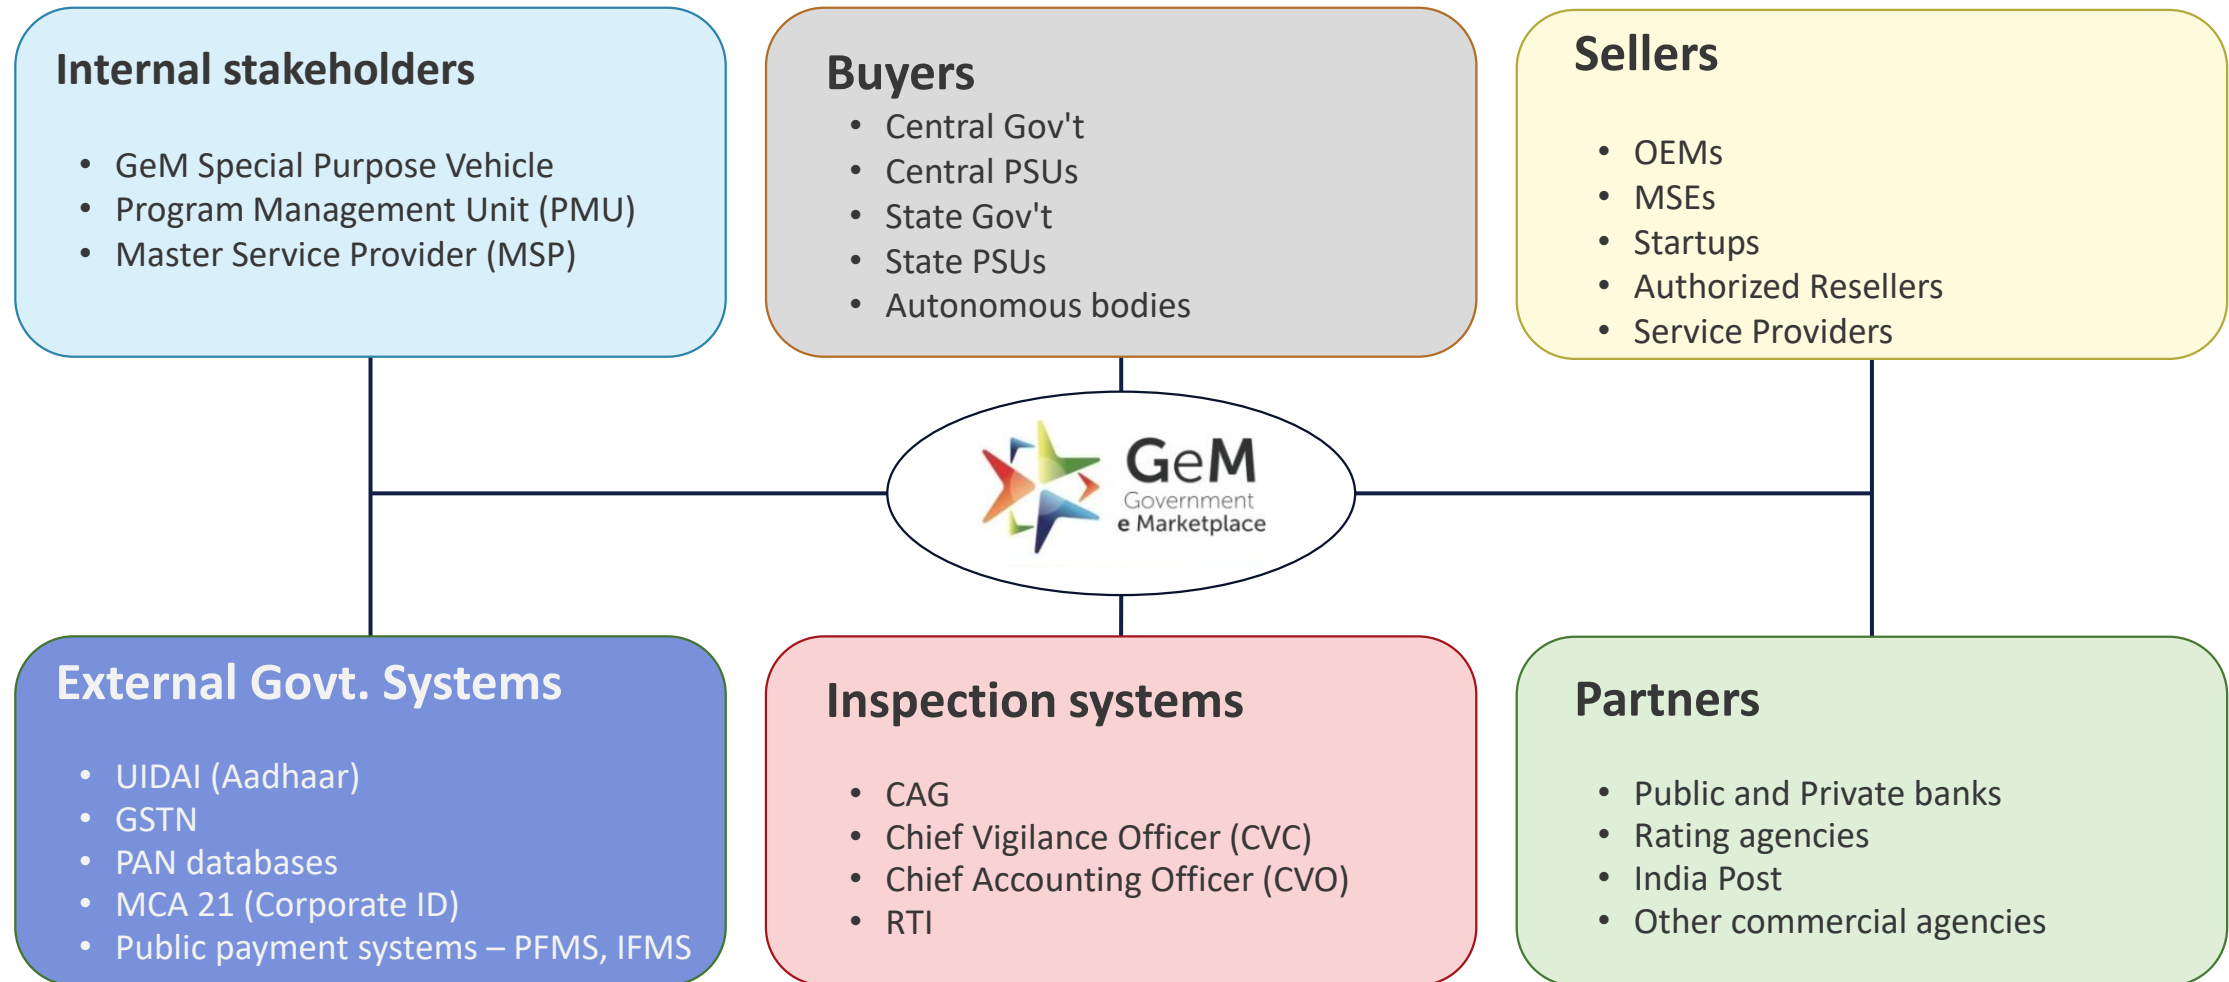 Internal stakeholders
• GeM Special Purpose Vehicle
• Program Management Unit (PMU)
• Master Service Provider (MSP)
Buyers
• Central Gov't
• Central PSUs
• State Gov't
• State PSUs
• Autonomous bodies
Sellers
• OEMs
• MSEs
• Startups
• Authorized Resellers
• Service Providers
GeM
Government
e Marketplace
External Govt. Systems
• UIDAI (Aadhaar)
• GSTN
• PAN databases
• MCA 21 (Corporate ID)
• Public payment systems – PFMS, IFMS
Inspection systems
• CAG
• Chief Vigilance Officer (CVC)
• Chief Accounting Officer (CVO)
• RTI
Partners
• Public and Private banks
• Rating agencies
• India Post
• Other commercial agencies